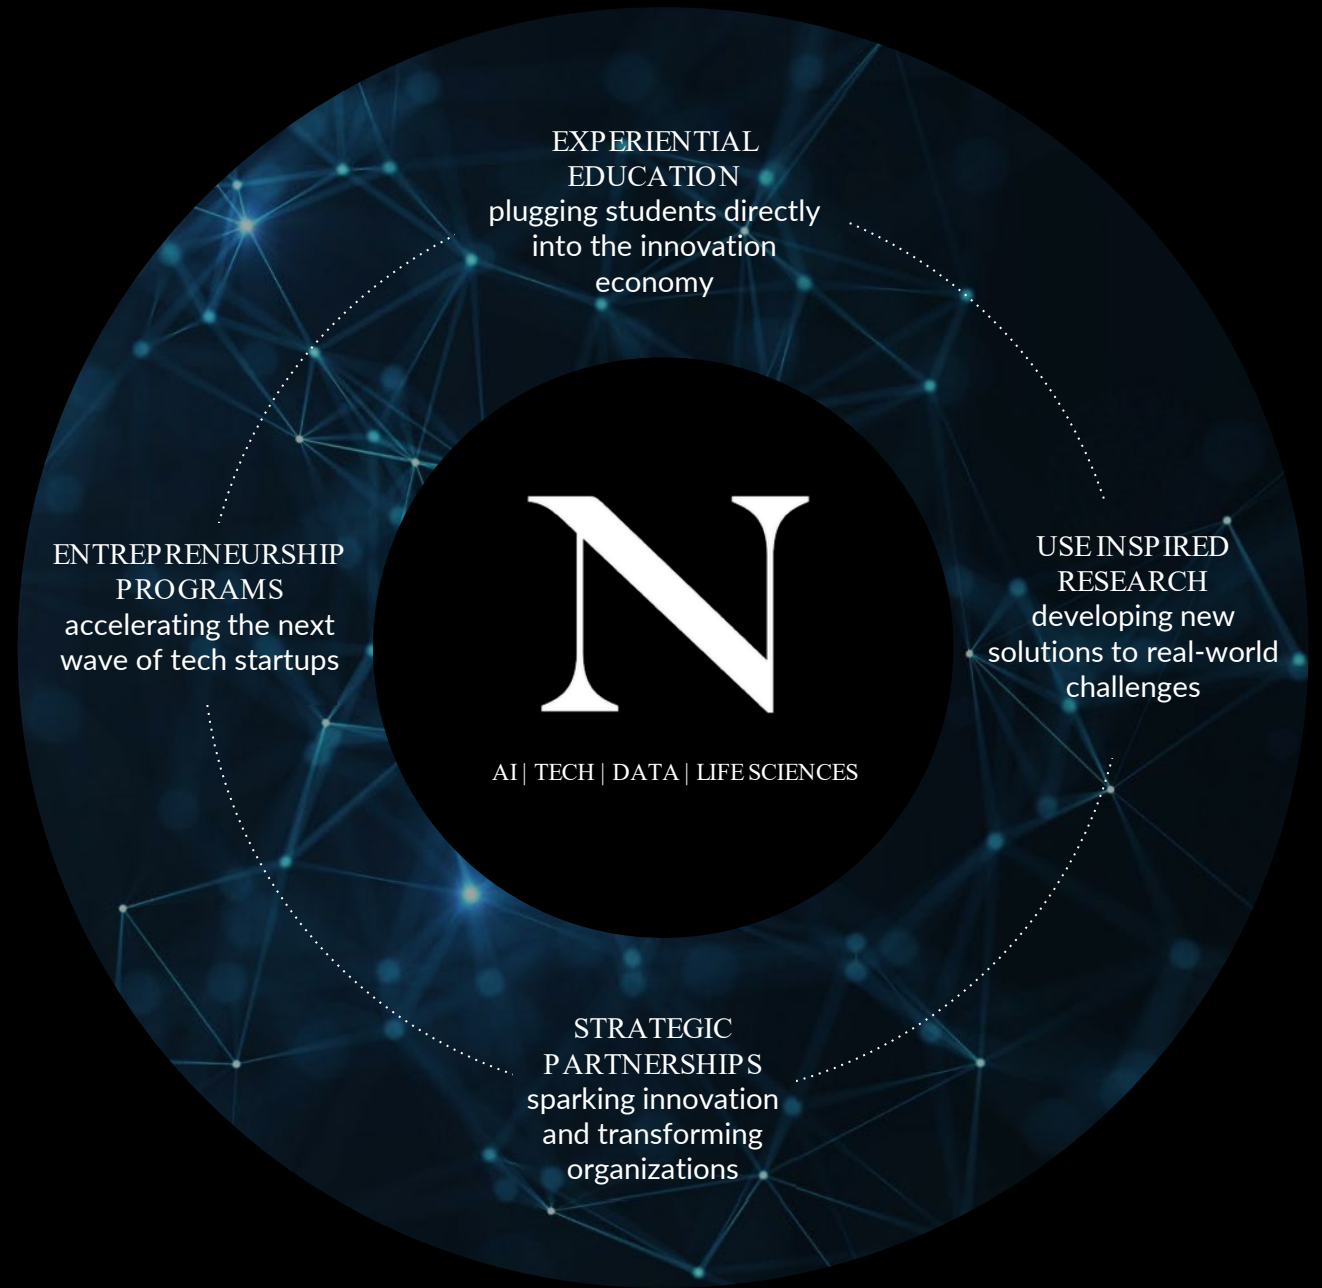 EXPERIENTIAL
EDUCATION
plugging students directly
into the innovation
economy
USE INSPIRED
RESEARCH
developing new
solutions to real-world
challenges
STRATEGIC
PARTNERSHIPS
sparking innovation
and transforming
organizations
ENTREPRENEURSHIP
PROGRAMS
accelerating the next
wave of tech startups
N
AI | TECH | DATA | LIFE SCIENCES